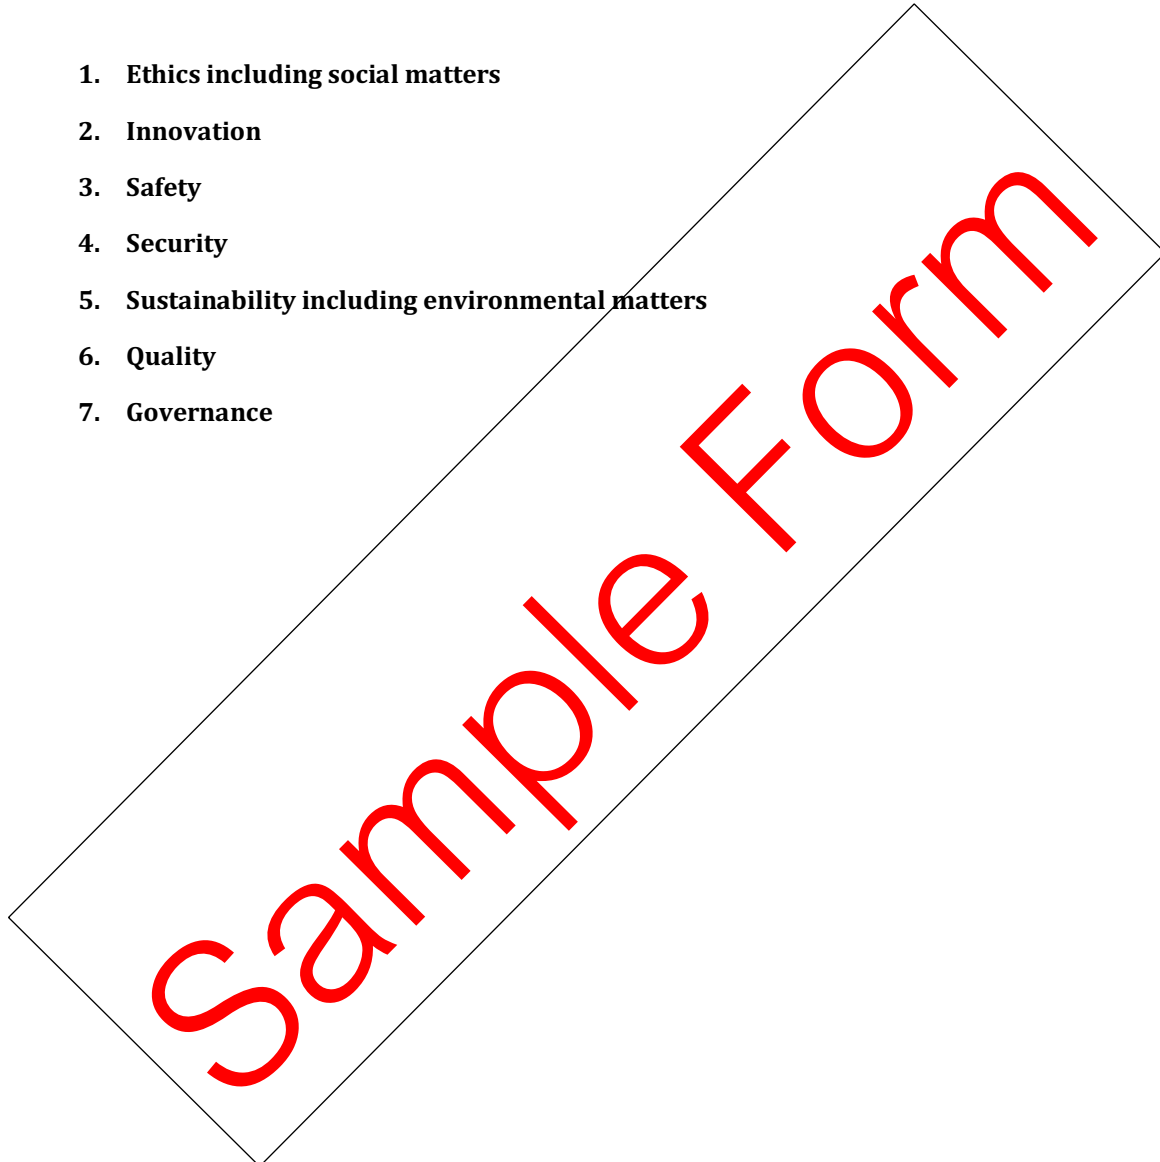 1. Ethics including social matters
2. Innovation
3. Safety
4. Security
5. Sustainability including environmental matters
6. Quality
7. Governance
Sample Form